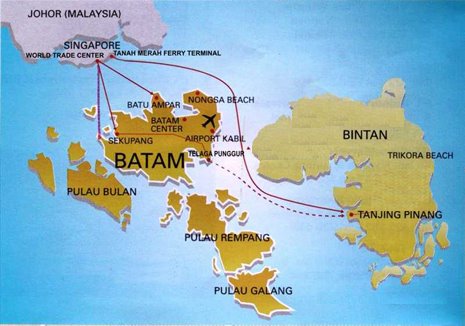 JOHOR (MALAYSIA)
SINGAPORE
WORLD TRADE CENTER
TANAH MERAH FERRY TERMINAL
BATU AMPAR
NONGSA BEACH
BATAM
CENTER
SEKUPANG
AIRPORT KABIL
BATAM
TELAGA PUNGGUR
BINTAN
TRIKORA BEACH
PULAU BULAN
TANJING PINANG
PULAU REMPANG
PULAU GALANG